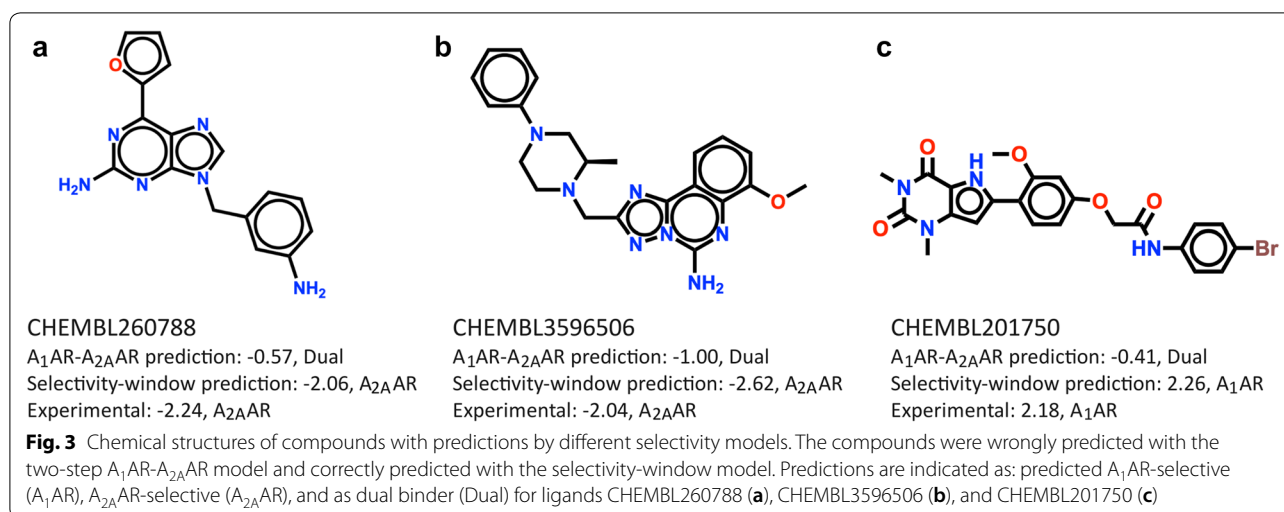 a
b
c
O
N
N
N
N
H₂N
NH₂
N
N
N
N
N
N
O
NH₂
O
H
N
O
N
O
N
O
O
HN
Br
CHEMBL260788
A₁AR-A₂AAR prediction: -0.57, Dual
Selectivity-window prediction: -2.06, A₂AAR
Experimental: -2.24, A₂AAR
CHEMBL3596506
A₁AR-A₂AAR prediction: -1.00, Dual
Selectivity-window prediction: -2.62, A₂AAR
Experimental: -2.04, A₂AAR
CHEMBL201750
A₁AR-A₂AAR prediction: -0.41, Dual
Selectivity-window prediction: 2.26, A₁AR
Experimental: 2.18, A₁AR
Fig. 3 Chemical structures of compounds with predictions by different selectivity models. The compounds were wrongly predicted with the
two-step A₁AR-A₂AAR model and correctly predicted with the selectivity-window model. Predictions are indicated as: predicted A₁AR-selective
(A₁AR), A₂AAR-selective (A₂AAR), and as dual binder (Dual) for ligands CHEMBL260788 (a), CHEMBL3596506 (b), and CHEMBL201750 (c)